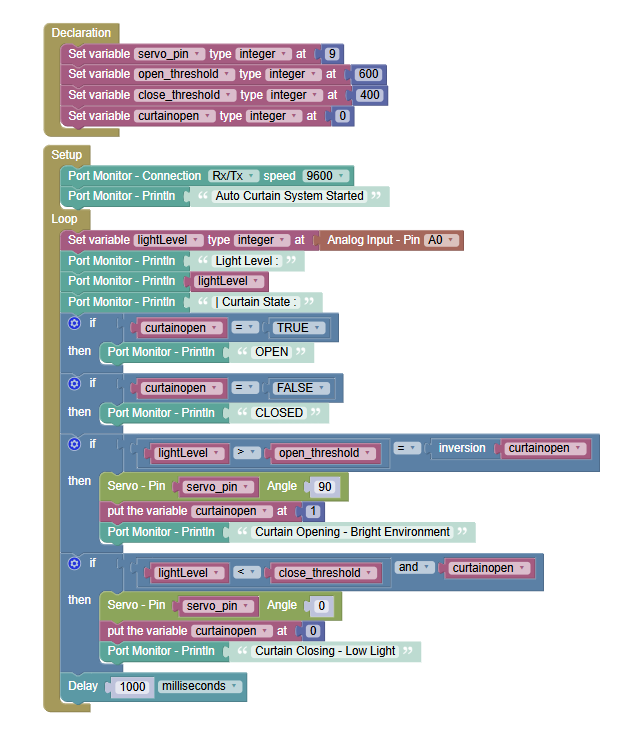 Declaration
Set variable servo_pin type integer at 9
Set variable open_threshold type integer at 600
Set variable close_threshold type integer at 400
Set variable curtainopen type integer at 0
Setup
Port Monitor - Connection Rx/Tx speed 9600
Port Monitor - Println “ Auto Curtain System Started ”
Loop
Set variable lightLevel type integer at Analog Input - Pin A0
Port Monitor - Println “ Light Level : ”
Port Monitor - Println lightLevel
Port Monitor - Println “ | Curtain State : ”
if curtainopen = TRUE
then Port Monitor - Println “ OPEN ”
if curtainopen = FALSE
then Port Monitor - Println “ CLOSED ”
if lightLevel > open_threshold = inversion curtainopen
then Servo - Pin servo_pin Angle 90
put the variable curtainopen at 1
Port Monitor - Println “ Curtain Opening - Bright Environment ”
if lightLevel < close_threshold and curtainopen
then Servo - Pin servo_pin Angle 0
put the variable curtainopen at 0
Port Monitor - Println “ Curtain Closing - Low Light ”
Delay 1000 milliseconds